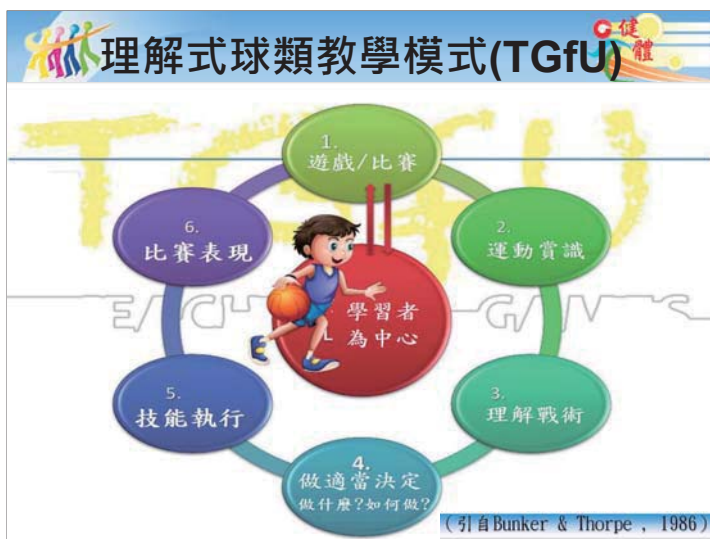 理解式球類教學模式(TGfU)
健
體
1.
遊戲/比賽
2.
運動賞識
3.
理解戰術
4.
做適當決定
做什麼?如何做?
5.
技能執行
6.
比賽表現
學習者
為中心
TGfU
(引自Bunker & Thorpe , 1986)